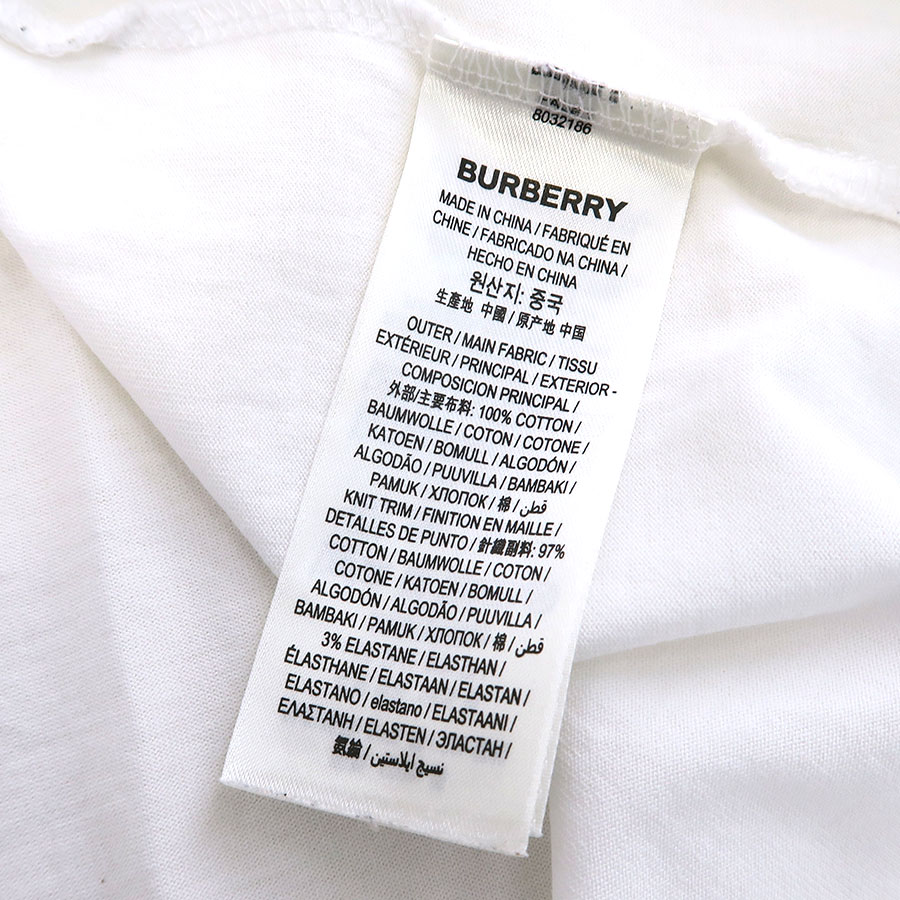 8032186
BURBERRY
MADE IN CHINA / FABRIQUÉ EN
CHINE / FABRICADO NA CHINA /
HECHO EN CHINA
원산지: 중국
生產地 中國 / 原产地 中国
OUTER / MAIN FABRIC / TISSU
EXTÉRIEUR / PRINCIPAL / EXTERIOR -
COMPOSICION PRINCIPAL /
外部/主要布料: 100% COTTON /
BAUMWOLLE / COTON / COTONE /
KATOEN / BOMULL / ALGODÓN /
ALGODÃO / PUUVILLA / BAMBAKI /
PAMUK / ХЛОПОК / 棉 / قطن /
KNIT TRIM / FINITION EN MAILLE /
DETALLES DE PUNTO / 針織副料: 97%
COTTON / BAUMWOLLE / COTON /
COTONE / KATOEN / BOMULL /
ALGODÓN / ALGODÃO / PUUVILLA /
BAMBAKI / PAMUK / ХЛОПОК / 棉 / قطن /
3% ELASTANE / ELASTHAN /
ÉLASTHANE / ELASTAAN / ELASTAN /
ELASTANO / elastano / ELASTAANI /
ΕΛΑΣΤΑΝΗ / ELASTEN / ЭЛАСТАН /
氨綸 / نسيج إيلاستين